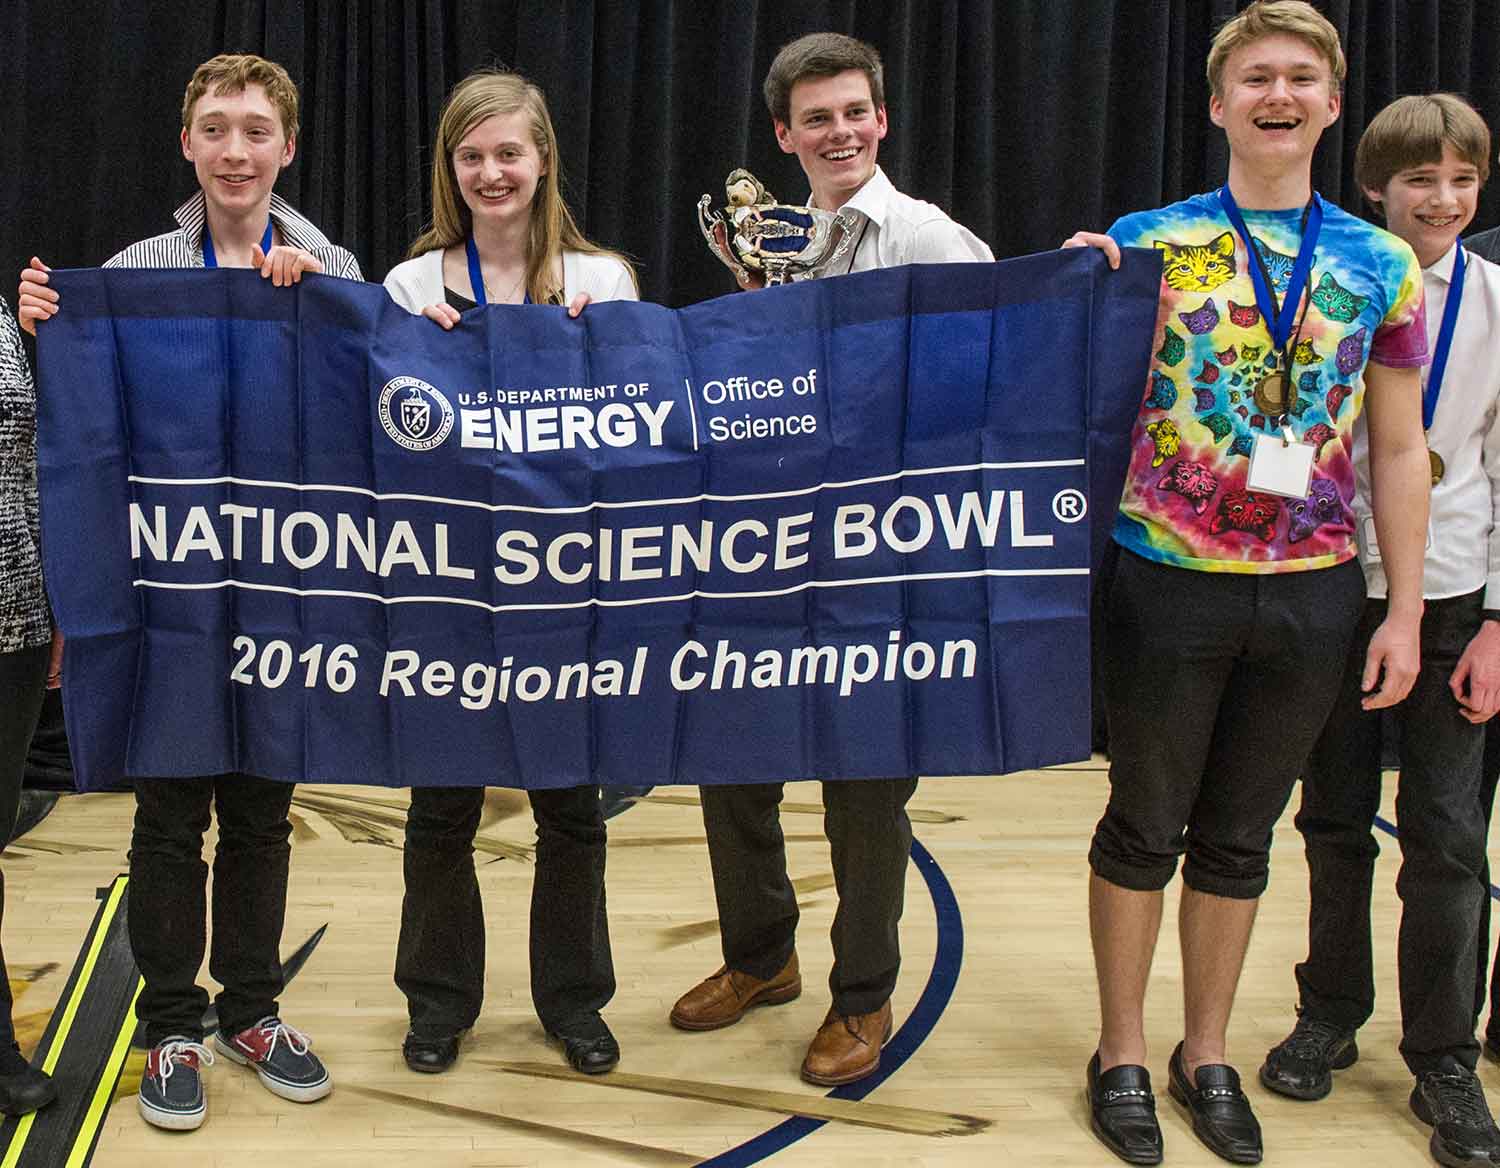 U.S. DEPARTMENT OF
ENERGY
Office of
Science
NATIONAL SCIENCE BOWL®
2016 Regional Champion